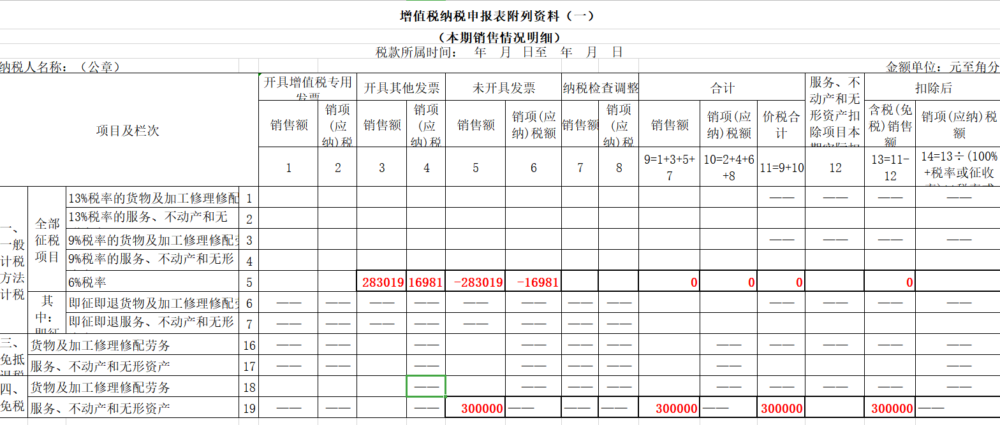 增值税纳税申报表附列资料（一）
（本期销售情况明细）
税款所属时间： 年 月 日至 年 月 日
纳税人名称：（公章）
金额单位：元至角分
项目及栏次
开具增值税专用发票
开具其他发票
未开具发票
纳税检查调整
合计
服务、不动产和无形资产扣除项目本
扣除后
销售额
销项(应纳)税
销售额
销项(应纳)税
销售额
销项(应纳)税额
销售额
销项(应纳)税
销售额
销项(应纳)税额
价税合计
含税(免税)销售额
销项(应纳)税额
1 2 3 4 5 6 7 8 9=1+3+5+7 10=2+4+6+8 11=9+10 12 13=11-12 14=13÷(100%+税率或征收
一、一般计税方法计税
全部征税项目
13%税率的货物及加工修理修配 1 —— —— —— ——
13%税率的服务、不动产和无 2
9%税率的货物及加工修理修配 3 —— —— —— ——
9%税率的服务、不动产和无形 4
6%税率 5 283019 16981 -283019 -16981 0 0 0 0
其中：
即征即退货物及加工修理修配 6 —— —— —— —— —— —— —— —— —— —— —— ——
即征即退服务、不动产和无形 7 —— —— —— —— —— —— —— ——
三、免抵
货物及加工修理修配劳务 16 —— —— —— —— —— —— —— —— —— —— ——
服务、不动产和无形资产 17 —— —— —— —— —— —— —— ——
四、免税
货物及加工修理修配劳务 18 —— —— —— —— —— —— —— —— ——
服务、不动产和无形资产 19 —— —— —— 300000 —— —— —— 300000 —— 300000 300000 ——